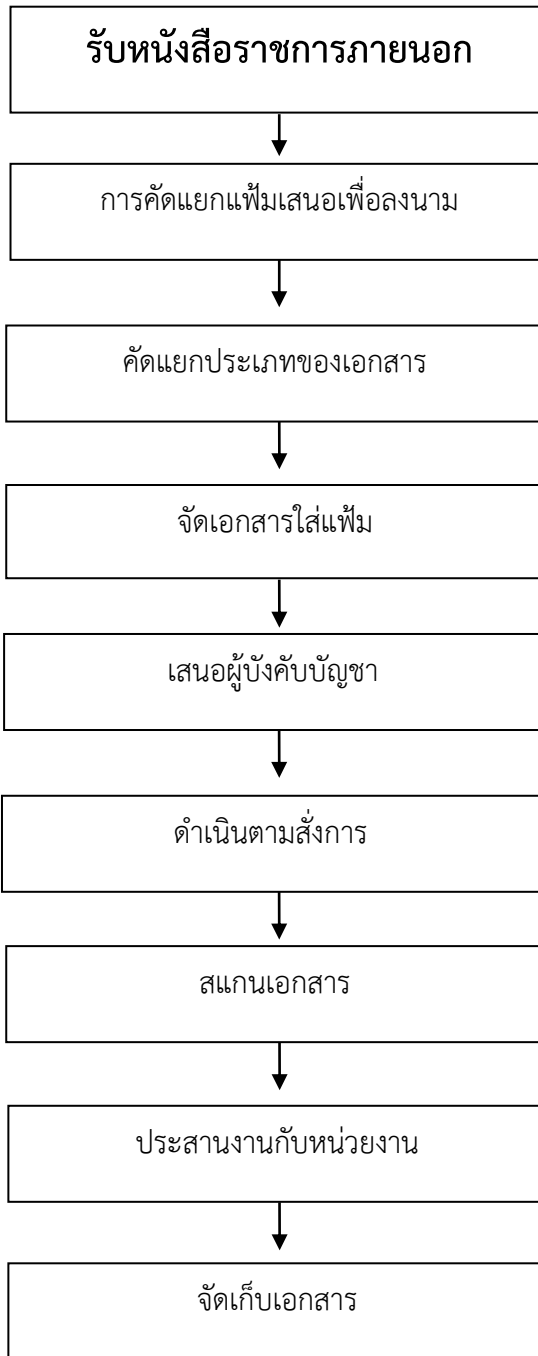 รับหนังสือราชการภายนอก
การคัดแยกแฟ้มเสนอเพื่อลงนาม
คัดแยกประเภทของเอกสาร
จัดเอกสารใส่แฟ้ม
เสนอผู้บังคับบัญชา
ดำเนินตามสั่งการ
สแกนเอกสาร
ประสานงานกับหน่วยงาน
จัดเก็บเอกสาร